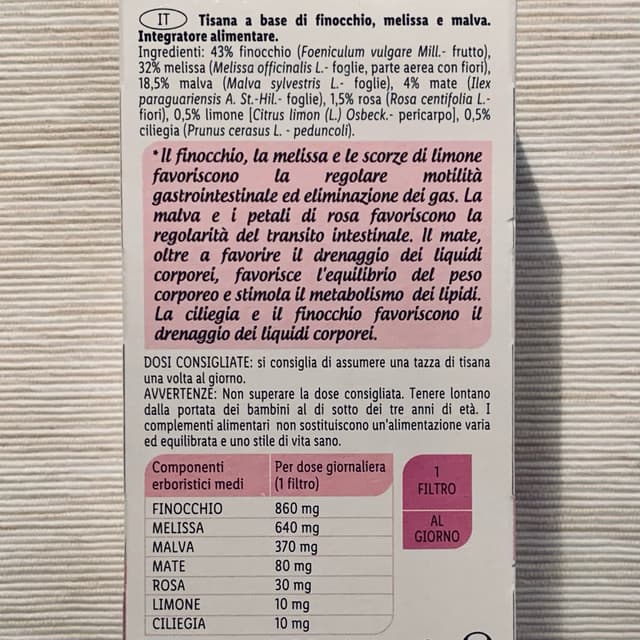 IT Tisana a base di finocchio, melissa e malva.
Integratore alimentare.
Ingredienti: 43% finocchio (Foeniculum vulgare Mill.- frutto),
32% melissa (Melissa officinalis L.- foglie, parte aerea con fiori),
18,5% malva (Malva sylvestris L.- foglie), 4% mate (Ilex
paraguariensis A. St.-Hil.- foglie), 1,5% rosa (Rosa centifolia L.-
fiori), 0,5% limone [Citrus limon (L.) Osbeck.- pericarpo], 0,5%
ciliegia (Prunus cerasus L. - peduncoli).
*Il finocchio, la melissa e le scorze di limone
favoriscono la regolare motilità
gastrointestinale ed eliminazione dei gas. La
malva e i petali di rosa favoriscono la
regolarità del transito intestinale. Il mate,
oltre a favorire il drenaggio dei liquidi
corporei, favorisce l'equilibrio del peso
corporeo e stimola il metabolismo dei lipidi.
La ciliegia e il finocchio favoriscono il
drenaggio dei liquidi corporei.
DOSI CONSIGLIATE: si consiglia di assumere una tazza di tisana
una volta al giorno.
AVVERTENZE: Non superare la dose consigliata. Tenere lontano
dalla portata dei bambini al di sotto dei tre anni di età. I
complementi alimentari non sostituiscono un'alimentazione varia
ed equilibrata e uno stile di vita sano.
Componenti erboristici medi Per dose giornaliera (1 filtro)
FINOCCHIO 860 mg
MELISSA 640 mg
MALVA 370 mg
MATE 80 mg
ROSA 30 mg
LIMONE 10 mg
CILIEGIA 10 mg
1
FILTRO
AL
GIORNO